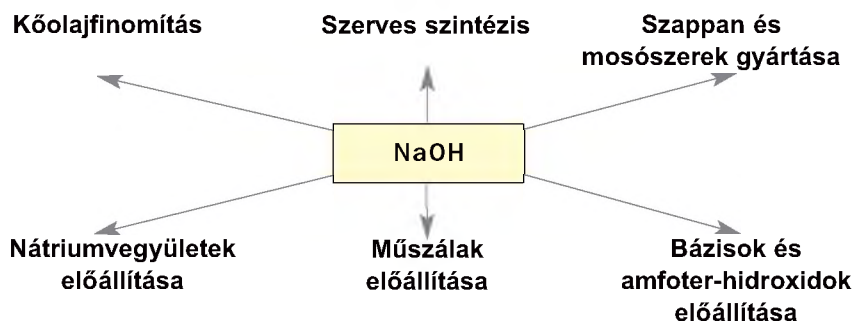 Kőolajfinomítás
Szerves szintézis
Szappan és
mosószerek gyártása
NaOH
Nátriumvegyületek
előállítása
Műszálak
előállítása
Bázisok és
amfoter-hidroxidok
előállítása